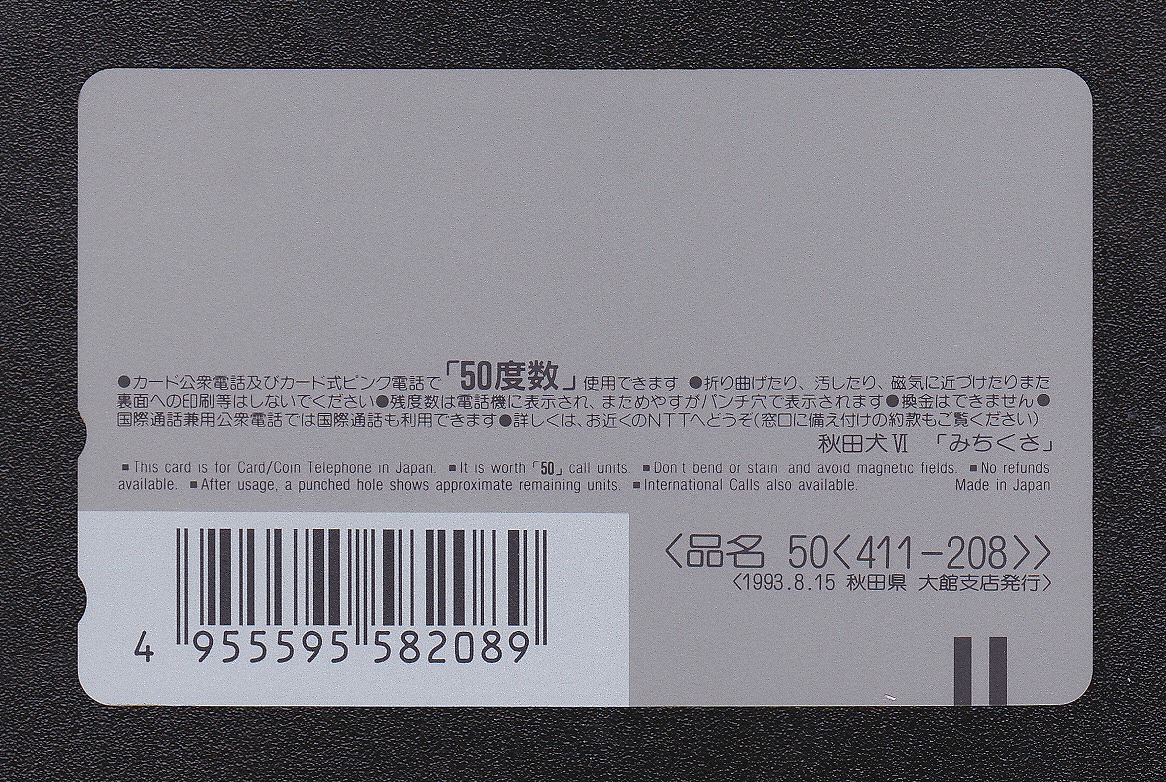 ●カード公衆電話及びカード式ピンク電話で「50度数」使用できます ●折り曲げたり、汚したり、磁気に近づけたりまた
裏面への印刷等はしないでください●残度数は電話機に表示され、まためやすがパンチ穴で表示されます●換金はできません●
国際通話兼用公衆電話では国際通話も利用できます●詳しくは、お近くのNTTへどうぞ(窓口に備え付けの約款もご覧ください)
秋田犬Ⅵ 「みちくさ」
■This card is for Card/Coin Telephone in Japan. ■It is worth「50」call units. ■Don't bend or stain and avoid magnetic fields. ■No refunds
available. ■After usage, a punched hole shows approximate remaining units. ■International Calls also available. Made in Japan
<品名 50<411-208>>
<1993.8.15 秋田県 大館支店発行>
4 955595 582089